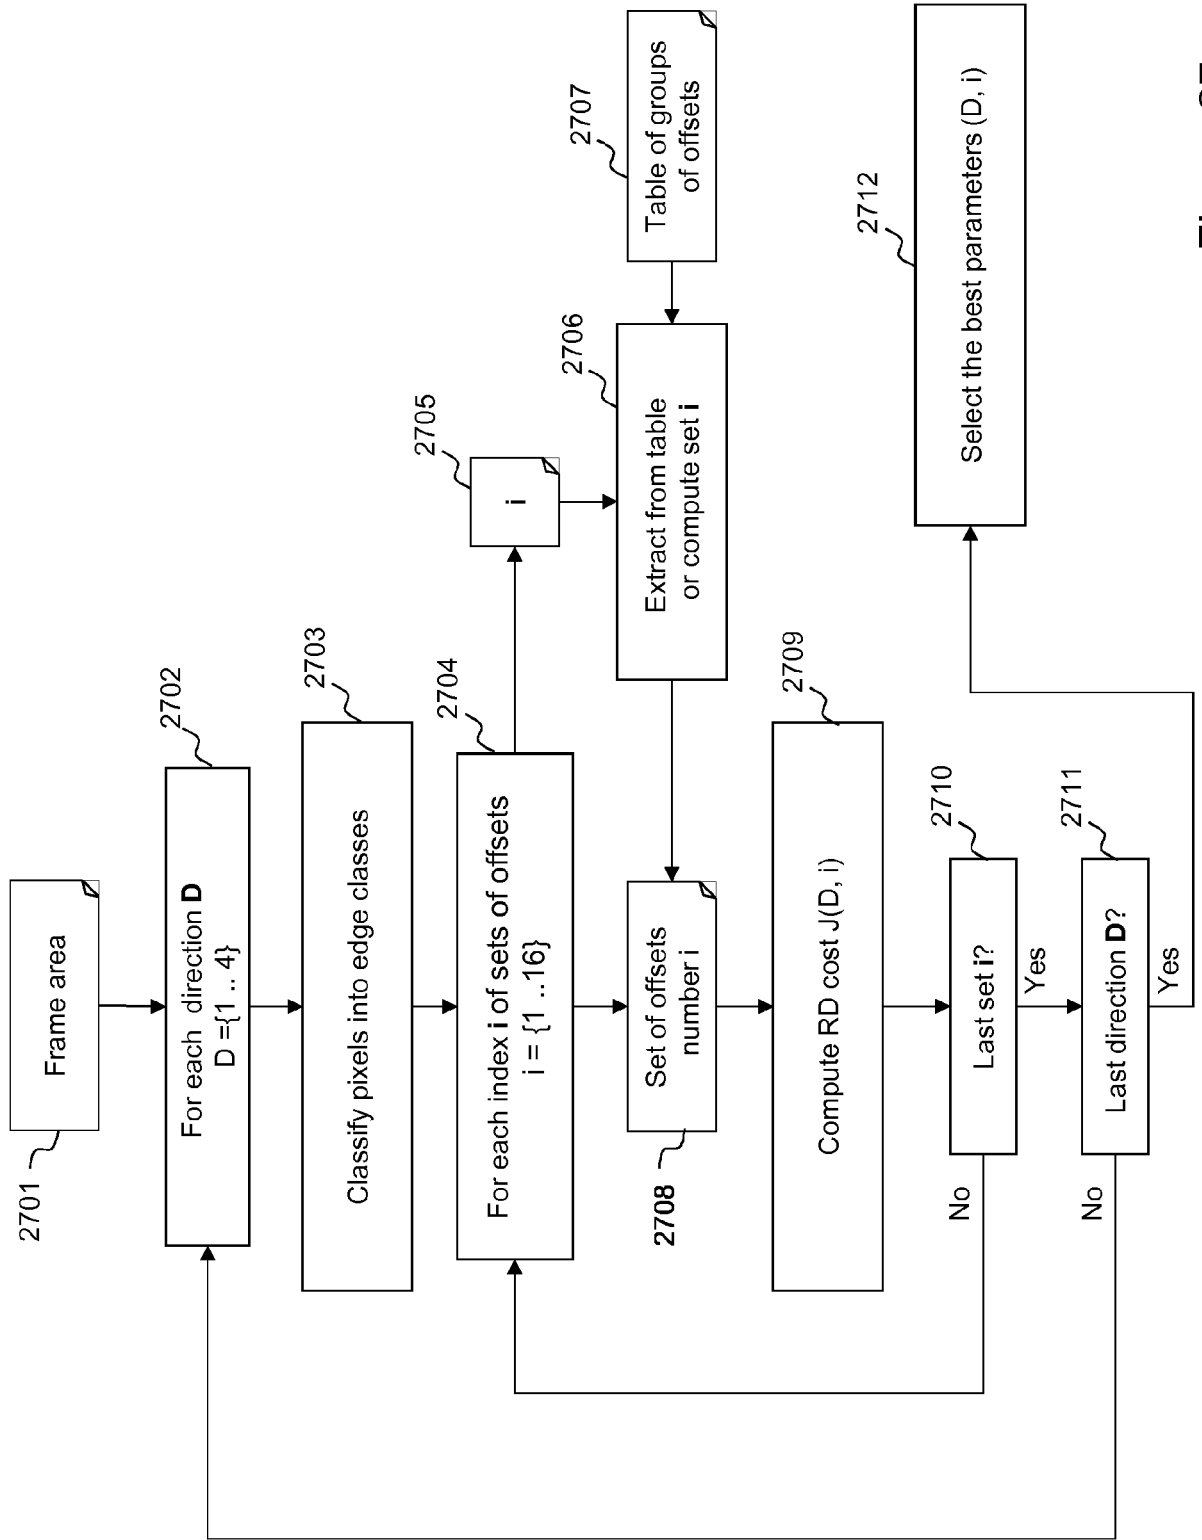 2701
Frame area
2702
For each direction D
D ={1 .. 4}
2703
Classify pixels into edge classes
2704
For each index i of sets of offsets
i = {1 ..16}
2705
i
2706
Extract from table
or compute set i
2707
Table of groups
of offsets
2708
Set of offsets
number i
2709
Compute RD cost J(D, i)
2710
Last set i?
No
Yes
2711
Last direction D?
No
Yes
2712
Select the best parameters (D, i)